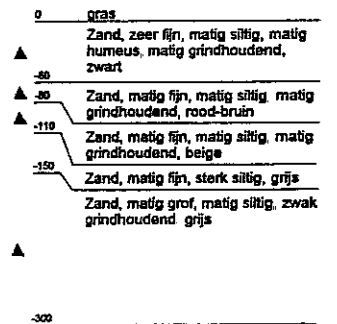 0 gras
Zand, zeer fijn, matig siltig, matig
humeus, matig grindhoudend,
zwart
-60
-80 Zand, matig fijn, matig siltig, matig
grindhoudend, rood-bruin
-110
Zand, matig fijn, matig siltig, matig
grindhoudend, beige
-150
Zand, matig fijn, sterk siltig, grijs
Zand, matig grof, matig siltig, zwak
grindhoudend, grijs
-300